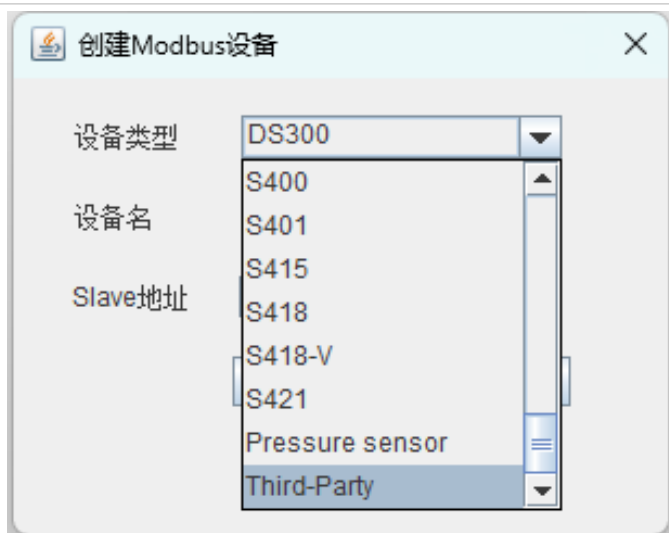 创建Modbus设备
设备类型
DS300
S400
设备名
S401
S415
Slave地址
S418
S418-V
S421
Pressure sensor
Third-Party